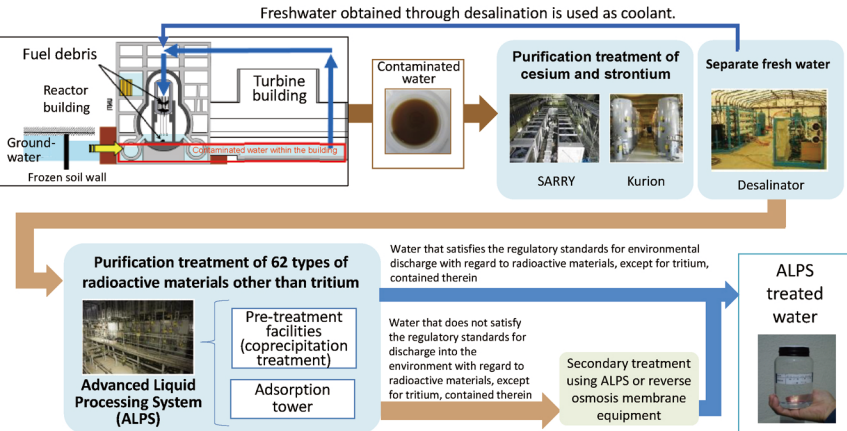 Freshwater obtained through desalination is used as coolant.
Fuel debris
Reactor
building
Turbine
building
Ground-
water
Contaminated water within the building
Frozen soil wall
Contaminated
water
Purification treatment of
cesium and strontium
SARRY
Kurion
Separate fresh water
Desalinator
Purification treatment of 62 types of
radioactive materials other than tritium
Advanced Liquid
Processing System
(ALPS)
Pre-treatment
facilities
(coprecipitation
treatment)
Adsorption
tower
Water that satisfies the regulatory standards for environmental
discharge with regard to radioactive materials, except for tritium,
contained therein
Water that does not satisfy
the regulatory standards for
discharge into the
environment with regard to
radioactive materials, except
for tritium, contained therein
Secondary treatment
using ALPS or reverse
osmosis membrane
equipment
ALPS
treated
water